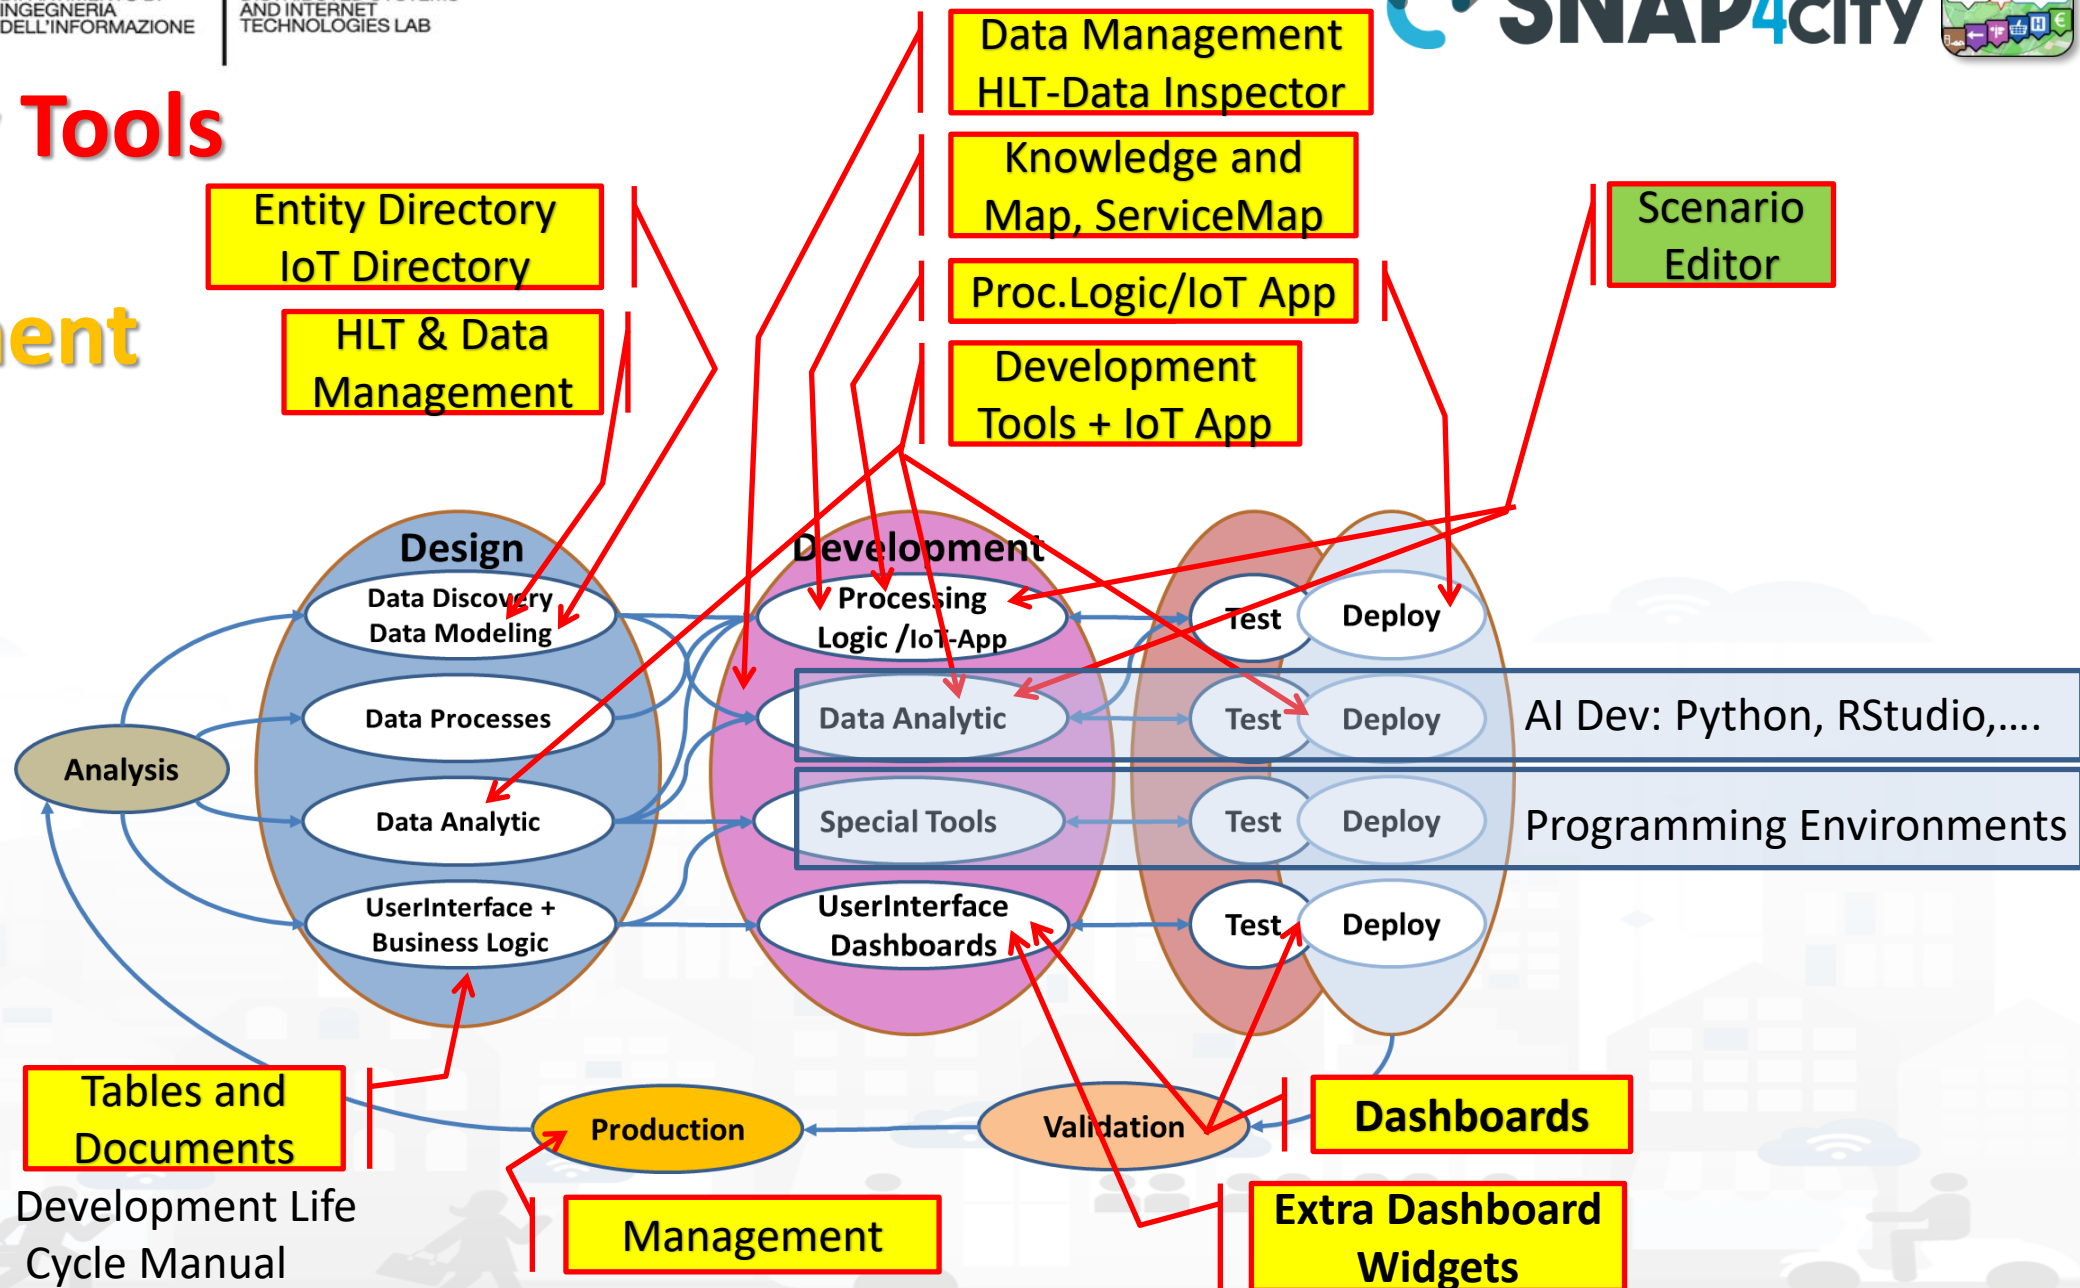 INGEGNERIA
DELL'INFORMAZIONE
AND INTERNET
TECHNOLOGIES LAB
SNAP4CITY
Tools
ment
Data Management
HLT-Data Inspector
Knowledge and
Map, ServiceMap
Proc.Logic/IoT App
Development
Tools + IoT App
Scenario
Editor
Entity Directory
IoT Directory
HLT & Data
Management
Design
Data Discovery
Data Modeling
Data Processes
Data Analytic
UserInterface +
Business Logic
Analysis
Development
Processing
Logic /IoT-App
Data Analytic
Special Tools
UserInterface
Dashboards
Test
Deploy
Test
Deploy
AI Dev: Python, RStudio,....
Test
Deploy
Programming Environments
Test
Deploy
Tables and
Documents
Development Life
Cycle Manual
Production
Validation
Management
Dashboards
Extra Dashboard
Widgets